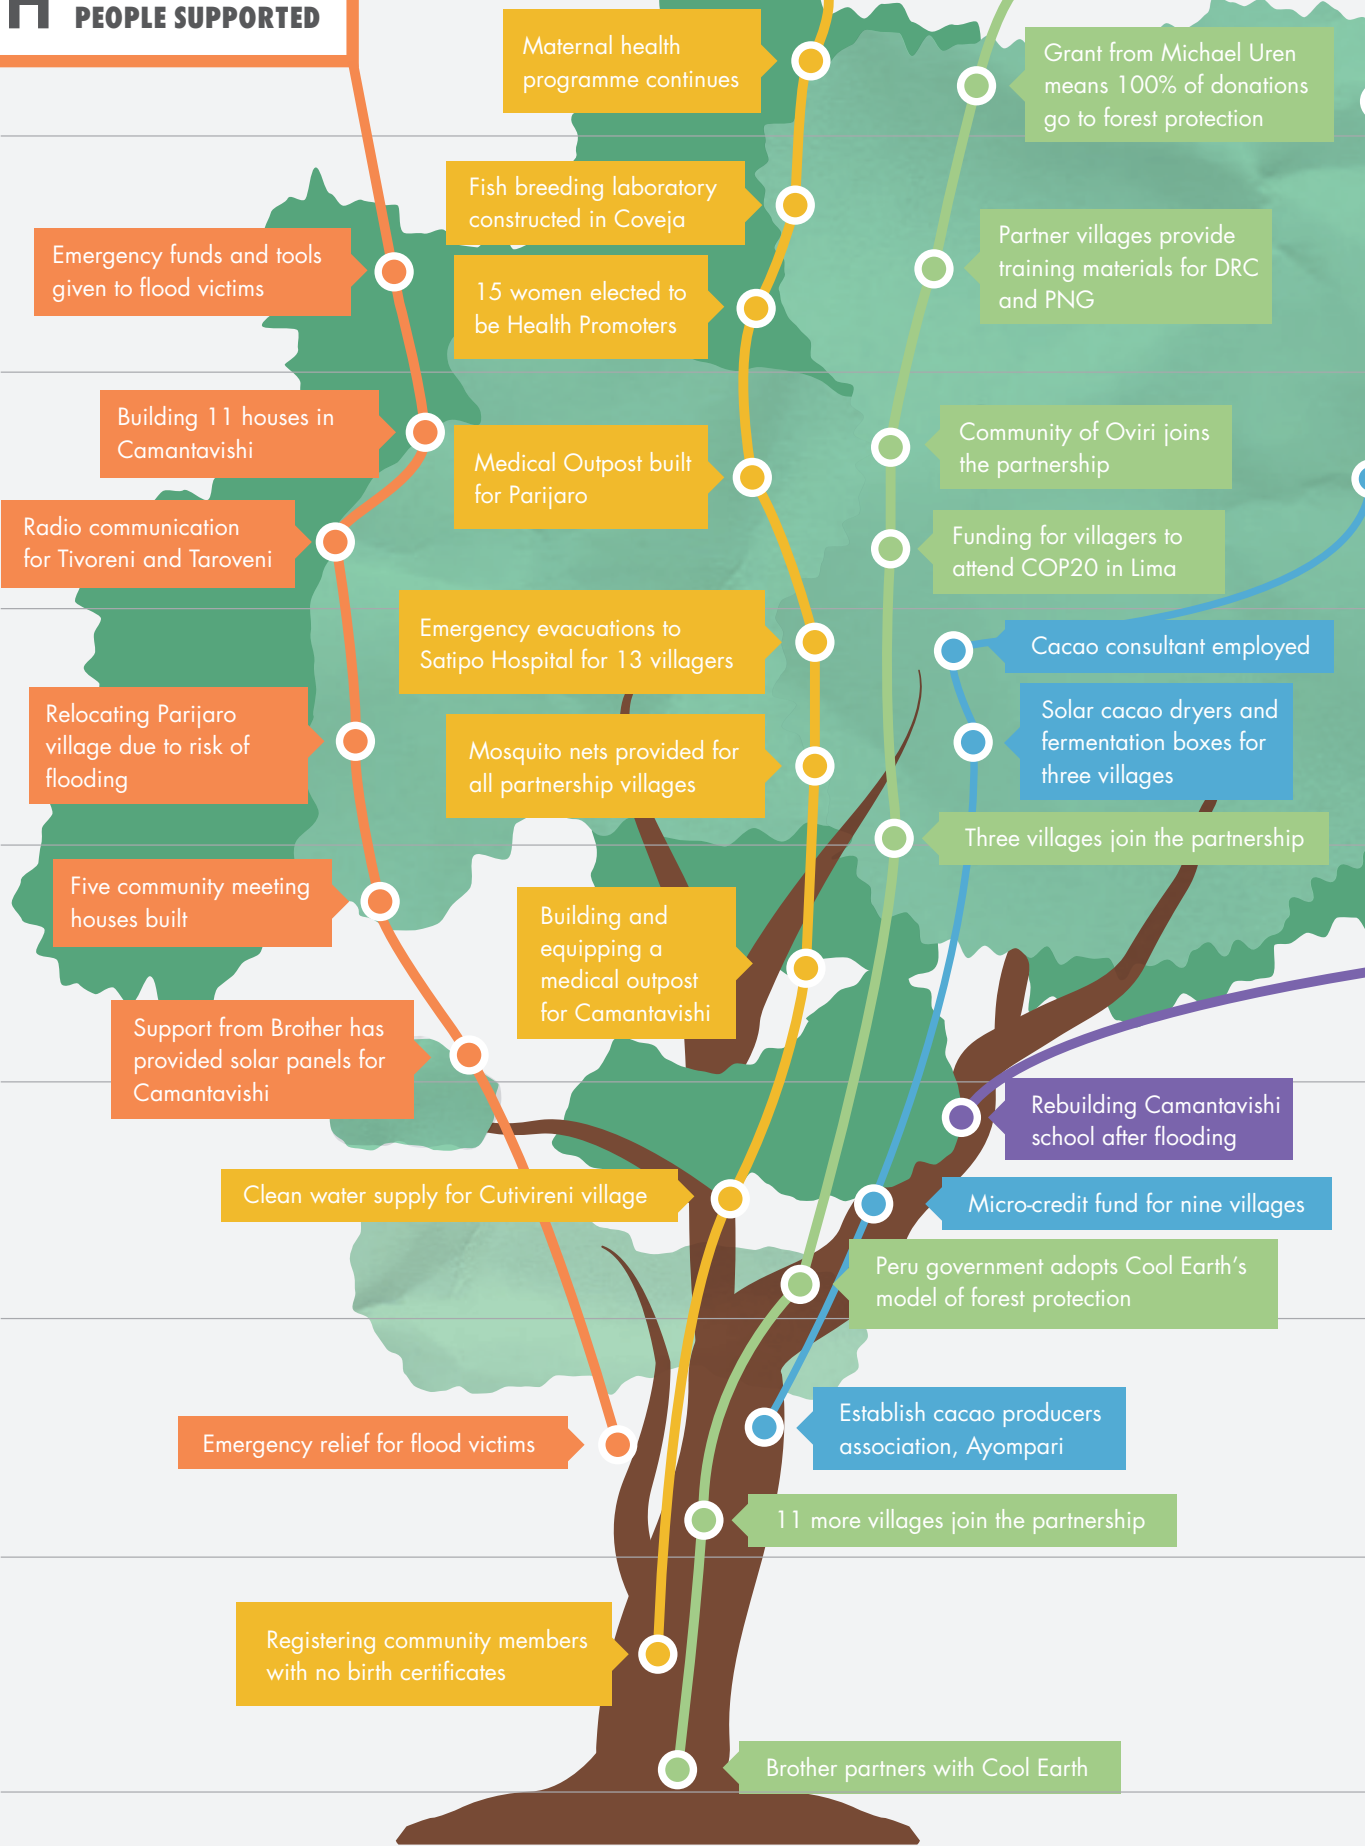 PEOPLE SUPPORTED
Maternal health
programme continues
Grant from Michael Uren
means 100% of donations
go to forest protection
Fish breeding laboratory
constructed in Coveja
Partner villages provide
training materials for DRC
and PNG
Emergency funds and tools
given to flood victims
15 women elected to
be Health Promoters
Building 11 houses in
Camantavishi
Community of Oviri joins
the partnership
Medical Outpost built
for Parijaro
Radio communication
for Tivoreni and Taroveni
Funding for villagers to
attend COP20 in Lima
Emergency evacuations to
Satipo Hospital for 13 villagers
Cacao consultant employed
Relocating Parijaro
village due to risk of
flooding
Solar cacao dryers and
fermentation boxes for
three villages
Mosquito nets provided for
all partnership villages
Three villages join the partnership
Five community meeting
houses built
Building and
equipping a
medical outpost
for Camantavishi
Support from Brother has
provided solar panels for
Camantavishi
Rebuilding Camantavishi
school after flooding
Clean water supply for Cutivireni village
Micro-credit fund for nine villages
Peru government adopts Cool Earth's
model of forest protection
Establish cacao producers
association, Ayompari
Emergency relief for flood victims
11 more villages join the partnership
Registering community members
with no birth certificates
Brother partners with Cool Earth